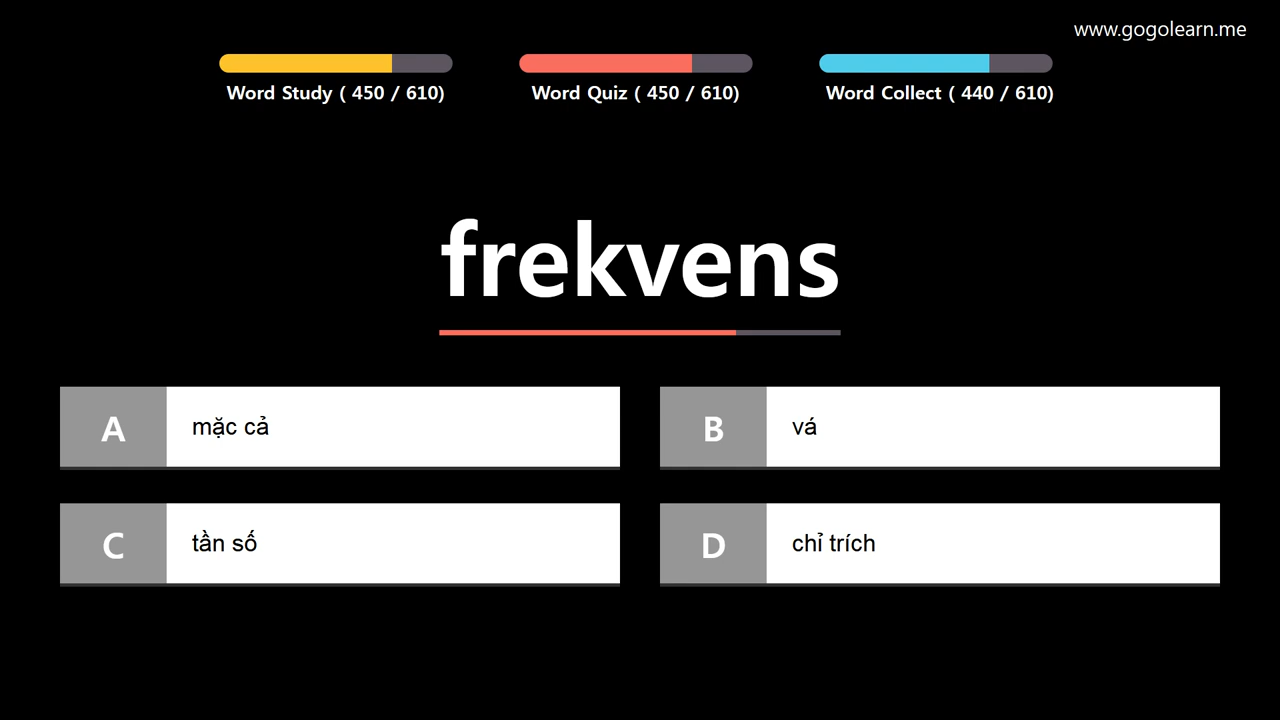 www.gogolearn.me
Word Study ( 450 / 610)
Word Quiz ( 450 / 610)
Word Collect ( 440 / 610)
frekvens
A mặc cả
B vá
C tần số
D chỉ trích